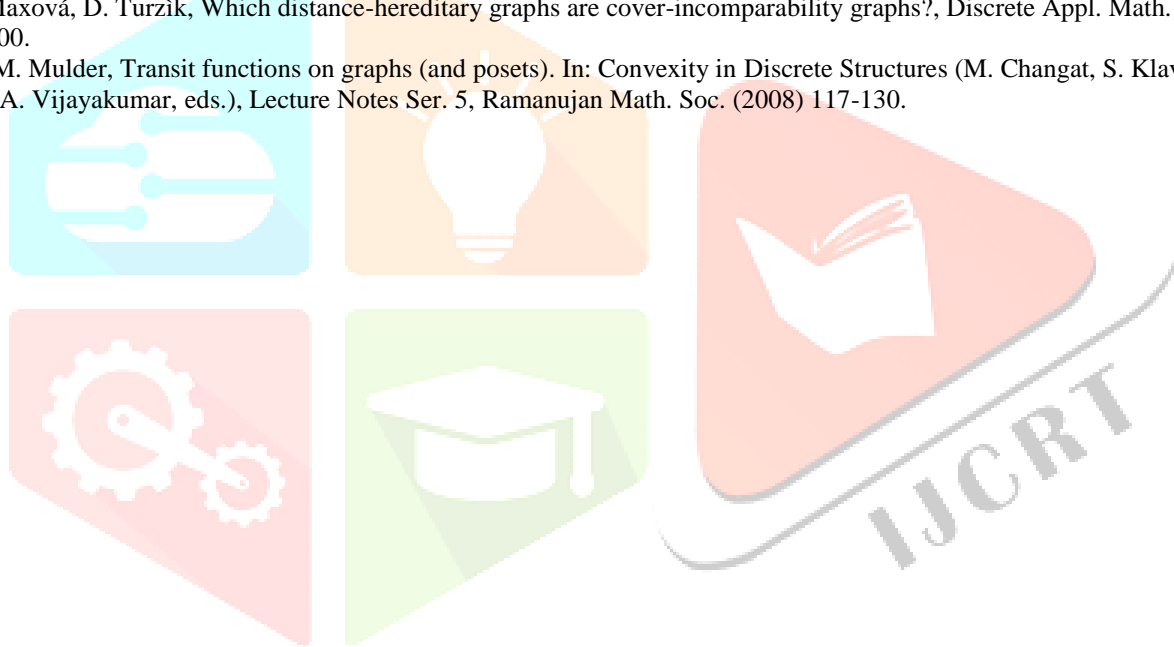 Maxová, D. Turzík, Which distance-hereditary graphs are cover-incomparability graphs?, Discrete Appl. Math.
00.
M. Mulder, Transit functions on graphs (and posets). In: Convexity in Discrete Structures (M. Changat, S. Klav
A. Vijayakumar, eds.), Lecture Notes Ser. 5, Ramanujan Math. Soc. (2008) 117-130.
IJCRT